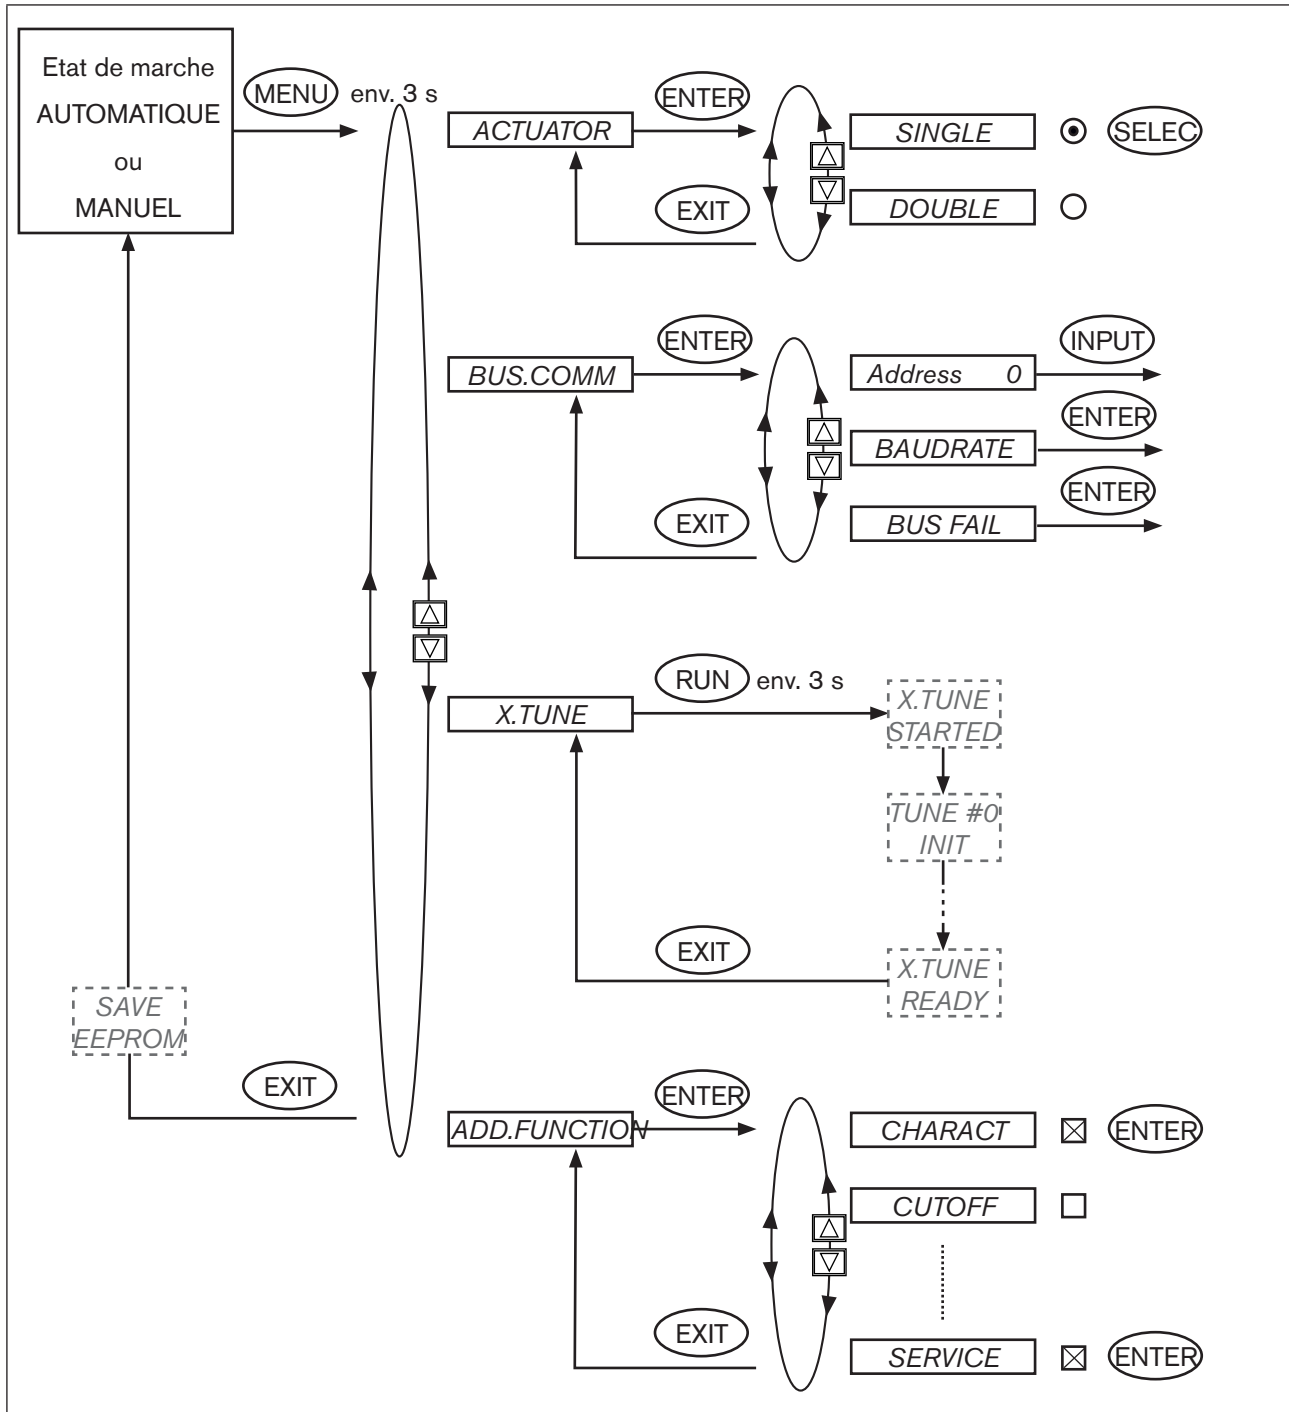 Etat de marche
AUTOMATIQUE
ou
MANUEL
MENU env. 3 s
ACTUATOR
ENTER
EXIT
SINGLE
SELEC
DOUBLE
BUS.COMM
ENTER
EXIT
Address 0
INPUT
BAUDRATE
ENTER
BUS FAIL
ENTER
X.TUNE
RUN env. 3 s
X.TUNE
STARTED
TUNE #0
INIT
X.TUNE
READY
EXIT
SAVE
EEPROM
EXIT
ADD.FUNCTION
ENTER
EXIT
CHARACT
ENTER
CUTOFF
SERVICE
ENTER